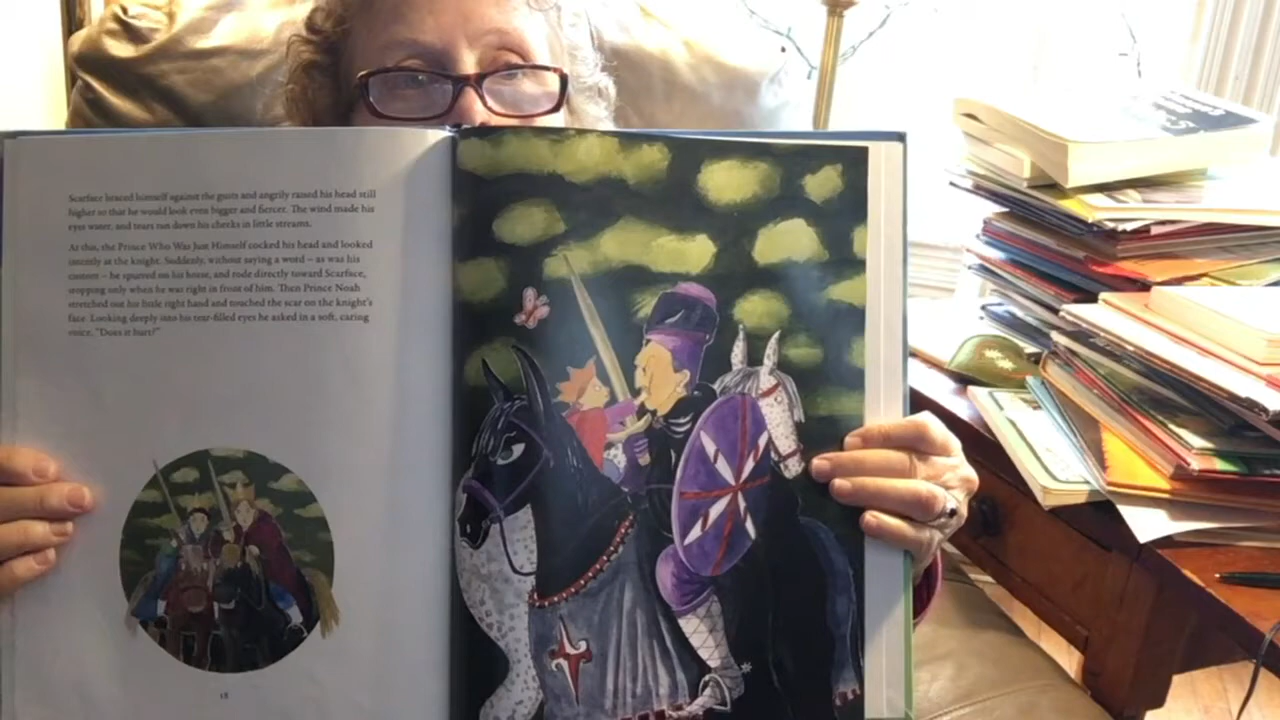 Scarface braced himself against the gusts and angrily raised his head still
higher so that he would look even bigger and fiercer. The wind made his
eyes water, and tears ran down his cheeks in little streams.
At this, the Prince Who Was Just Himself cocked his head and looked
intently at the knight. Suddenly, without saying a word – as was his
custom – he spurred on his horse, and rode directly toward Scarface,
stopping only when he was right in front of him. Then Prince Noah
stretched out his little right hand and touched the scar on the knight's
face. Looking deeply into his tear-filled eyes he asked in a soft, caring
voice, "Does it hurt?"
18